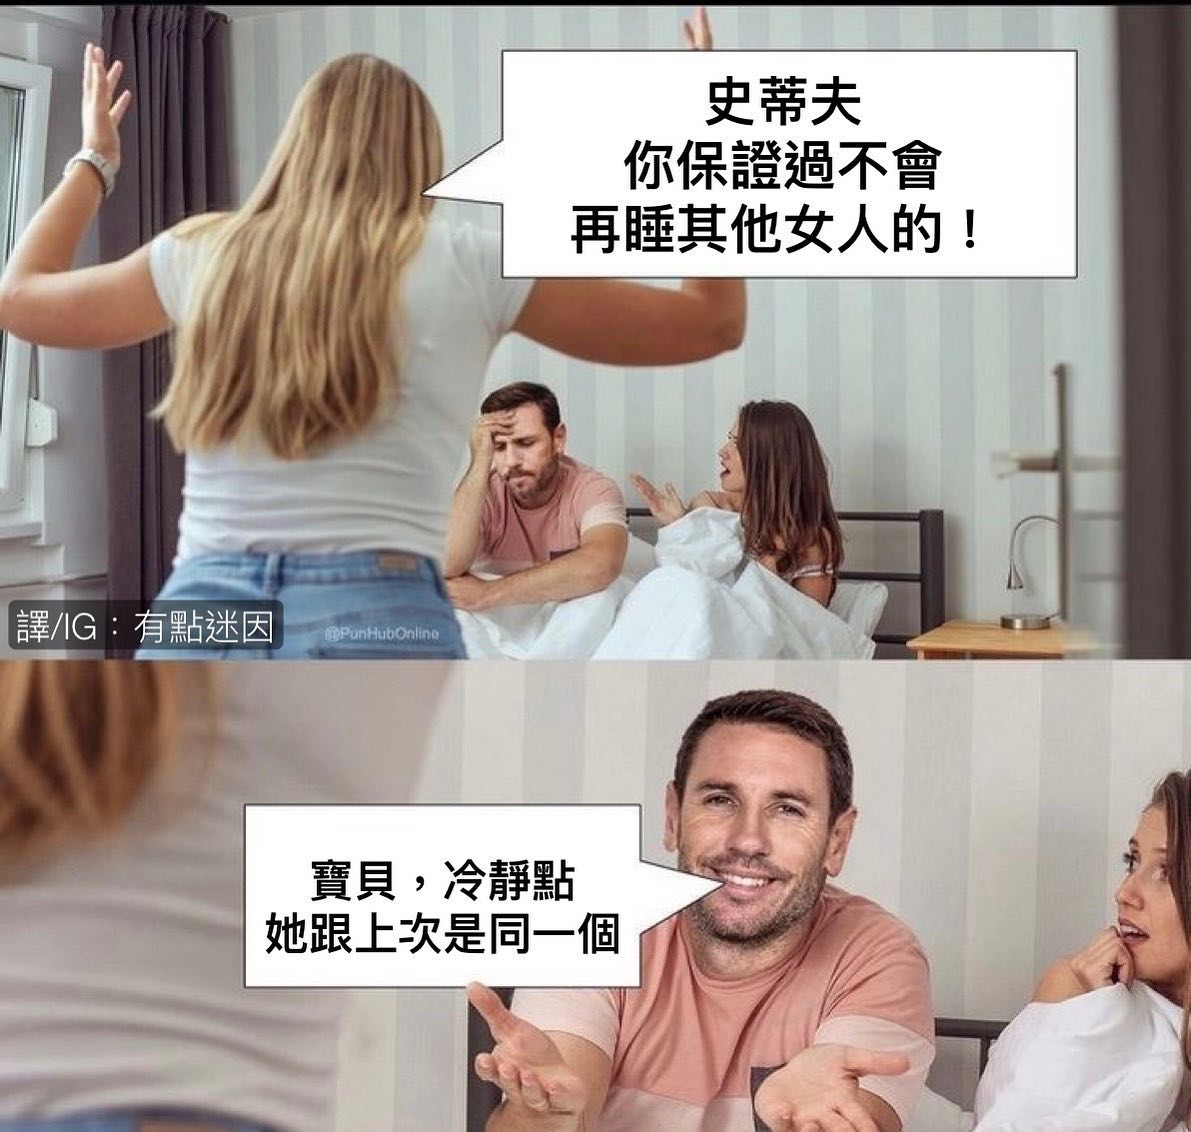 史蒂夫
你保證過不會
再睡其他女人的！
譯/IG：有點迷因
@PunHubOnline
寶貝，冷靜點
她跟上次是同一個